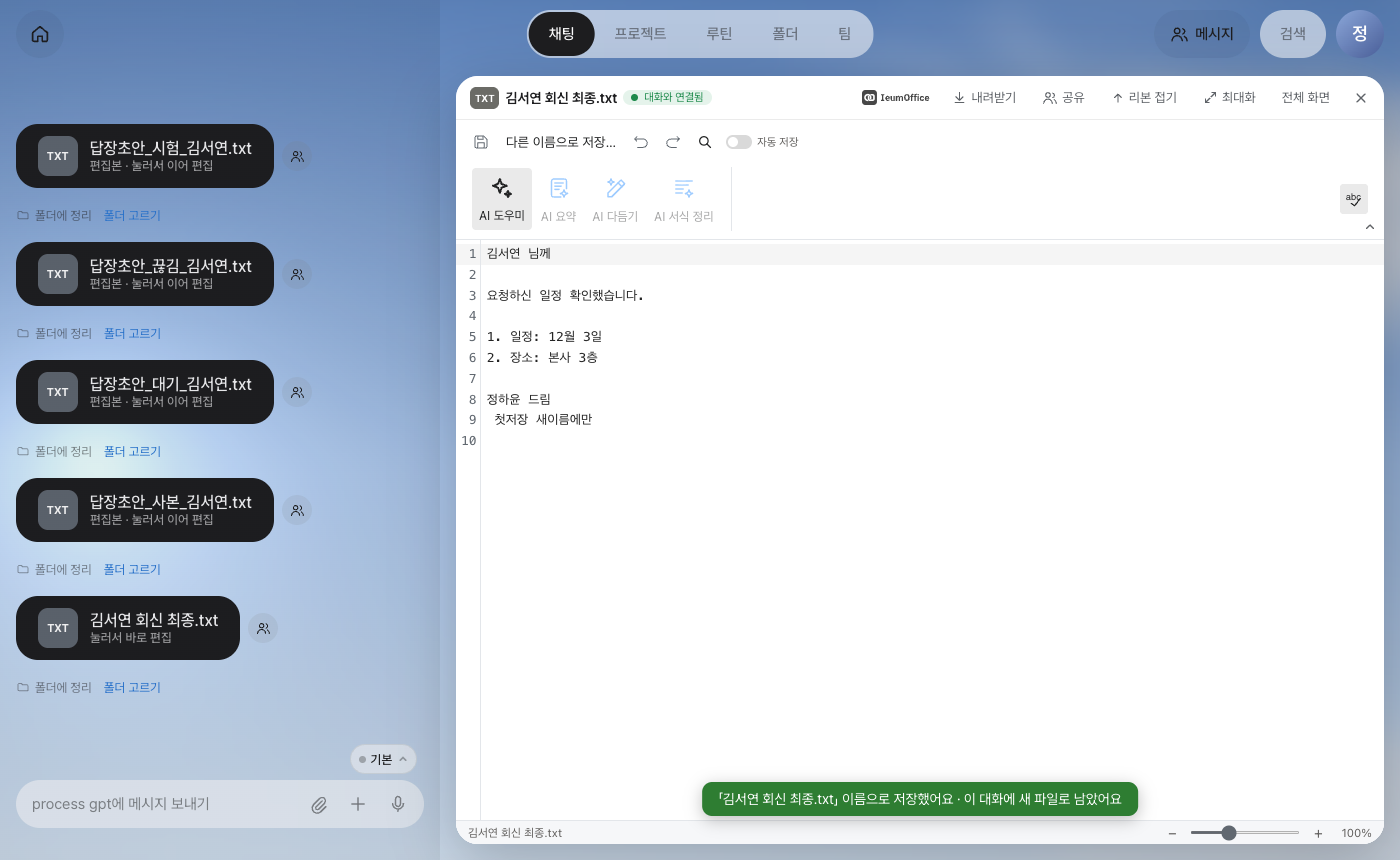 채팅
프로젝트
루틴
폴더
팀
메시지
검색
정
TXT
답장초안_시험_김서연.txt
편집본 · 눌러서 이어 편집
폴더에 정리 폴더 고르기
TXT
답장초안_끊김_김서연.txt
편집본 · 눌러서 이어 편집
폴더에 정리 폴더 고르기
TXT
답장초안_대기_김서연.txt
편집본 · 눌러서 이어 편집
폴더에 정리 폴더 고르기
TXT
답장초안_사본_김서연.txt
편집본 · 눌러서 이어 편집
폴더에 정리 폴더 고르기
TXT
김서연 회신 최종.txt
눌러서 바로 편집
폴더에 정리 폴더 고르기
기본
process gpt에 메시지 보내기
TXT 김서연 회신 최종.txt 대화와 연결됨
IeumOffice 내려받기 공유 리본 접기 최대화 전체 화면
다른 이름으로 저장... 자동 저장
AI 도우미 AI 요약 AI 다듬기 AI 서식 정리
abc
1 김서연 님께
2
3 요청하신 일정 확인했습니다.
4
5 1. 일정: 12월 3일
6 2. 장소: 본사 3층
7
8 정하윤 드림
9 첫저장 새이름에만
10
「김서연 회신 최종.txt」 이름으로 저장했어요 · 이 대화에 새 파일로 남았어요
김서연 회신 최종.txt
100%